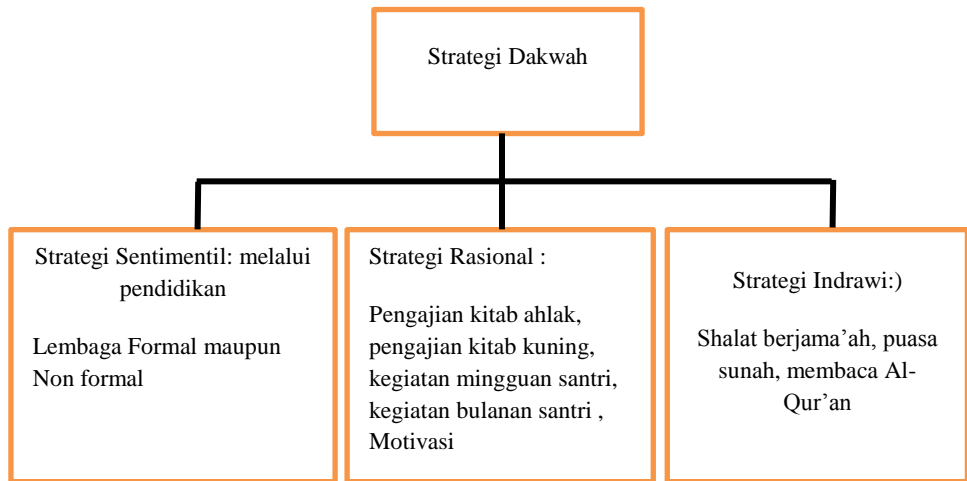 Strategi Dakwah
Strategi Sentimentil: melalui
pendidikan
Lembaga Formal maupun
Non formal
Strategi Rasional :
Pengajian kitab ahlak,
pengajian kitab kuning,
kegiatan mingguan santri,
kegiatan bulanan santri ,
Motivasi
Strategi Indrawi:)
Shalat berjama’ah, puasa
sunah, membaca Al-
Qur’an